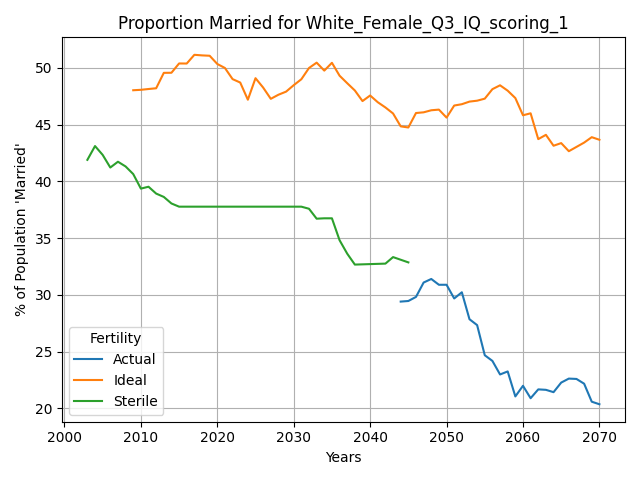 Proportion Married for White_Female_Q3_IQ_scoring_1
% of Population 'Married'
50
45
40
35
30
25
20
Fertility
Actual
Ideal
Sterile
2000 2010 2020 2030 2040 2050 2060 2070
Years